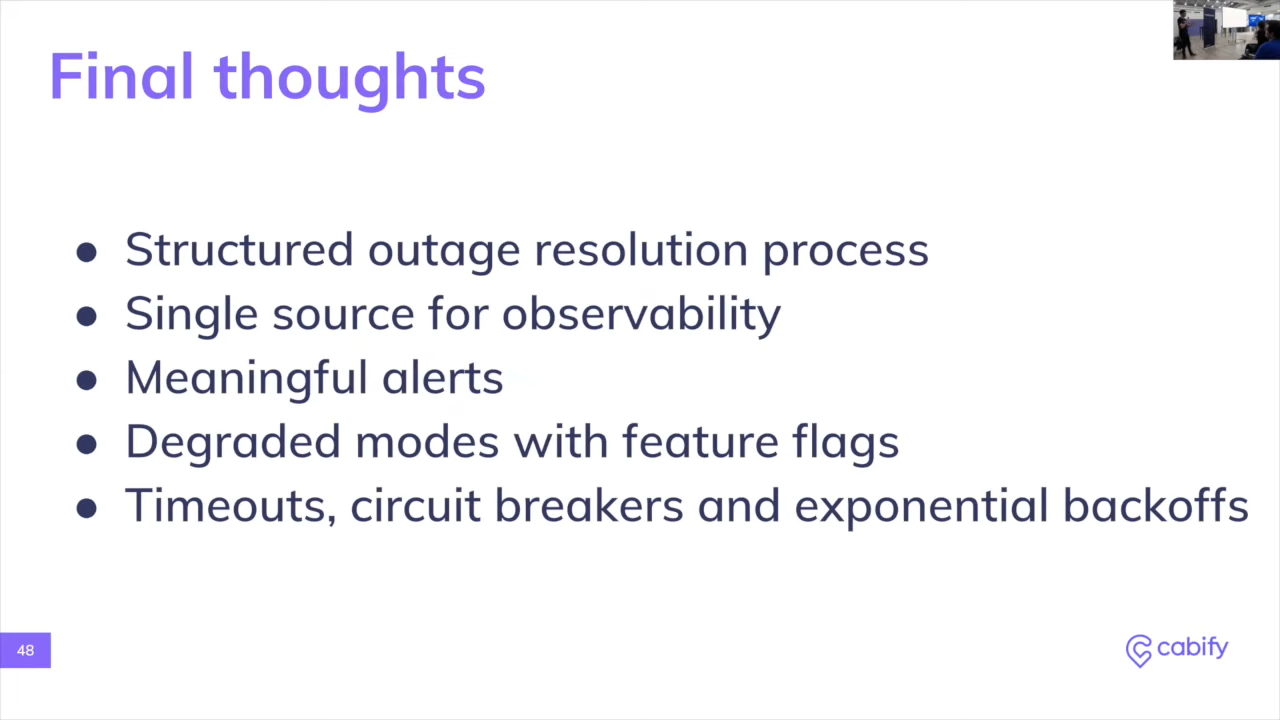 Final thoughts
● Structured outage resolution process
● Single source for observability
● Meaningful alerts
● Degraded modes with feature flags
● Timeouts, circuit breakers and exponential backoffs
48
cabify